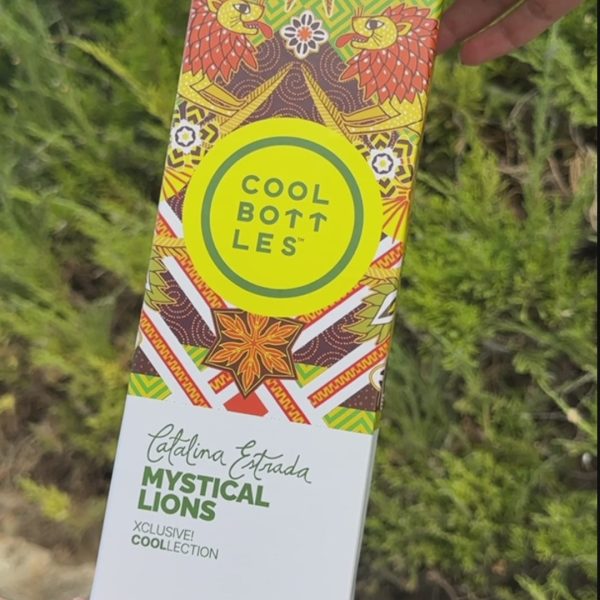 COOL
BOTT
LES™
Catalina Estrada
MYSTICAL
LIONS
XCLUSIVE!
COOLLECTION